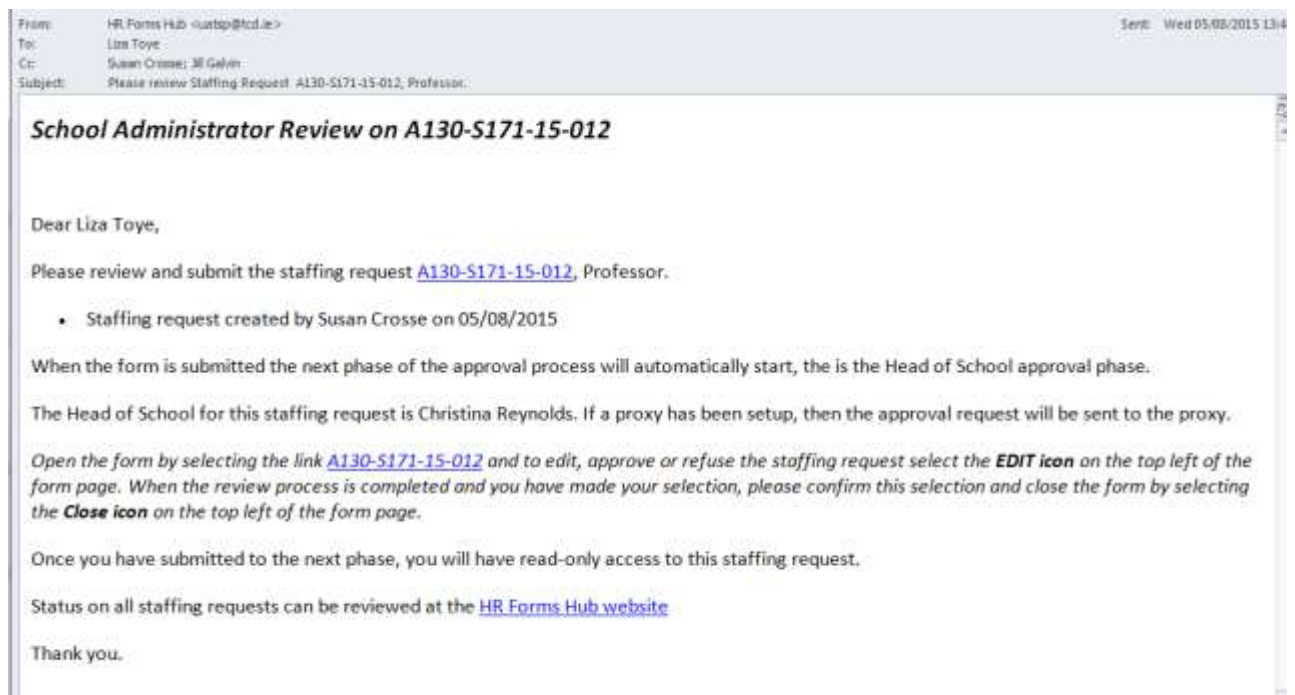 From: HR Forms Hub <uatsp@tcd.ie> Sent: Wed 05/08/2015 13:4
To: Liza Toye
Cc: Susan Crosse; Jill Galvin
Subject: Please review Staffing Request A130-S171-15-012, Professor.
School Administrator Review on A130-S171-15-012
Dear Liza Toye,
Please review and submit the staffing request A130-S171-15-012, Professor.
• Staffing request created by Susan Crosse on 05/08/2015
When the form is submitted the next phase of the approval process will automatically start, the is the Head of School approval phase.
The Head of School for this staffing request is Christina Reynolds. If a proxy has been setup, then the approval request will be sent to the proxy.
Open the form by selecting the link A130-S171-15-012 and to edit, approve or refuse the staffing request select the EDIT icon on the top left of the
form page. When the review process is completed and you have made your selection, please confirm this selection and close the form by selecting
the Close icon on the top left of the form page.
Once you have submitted to the next phase, you will have read-only access to this staffing request.
Status on all staffing requests can be reviewed at the HR Forms Hub website
Thank you.